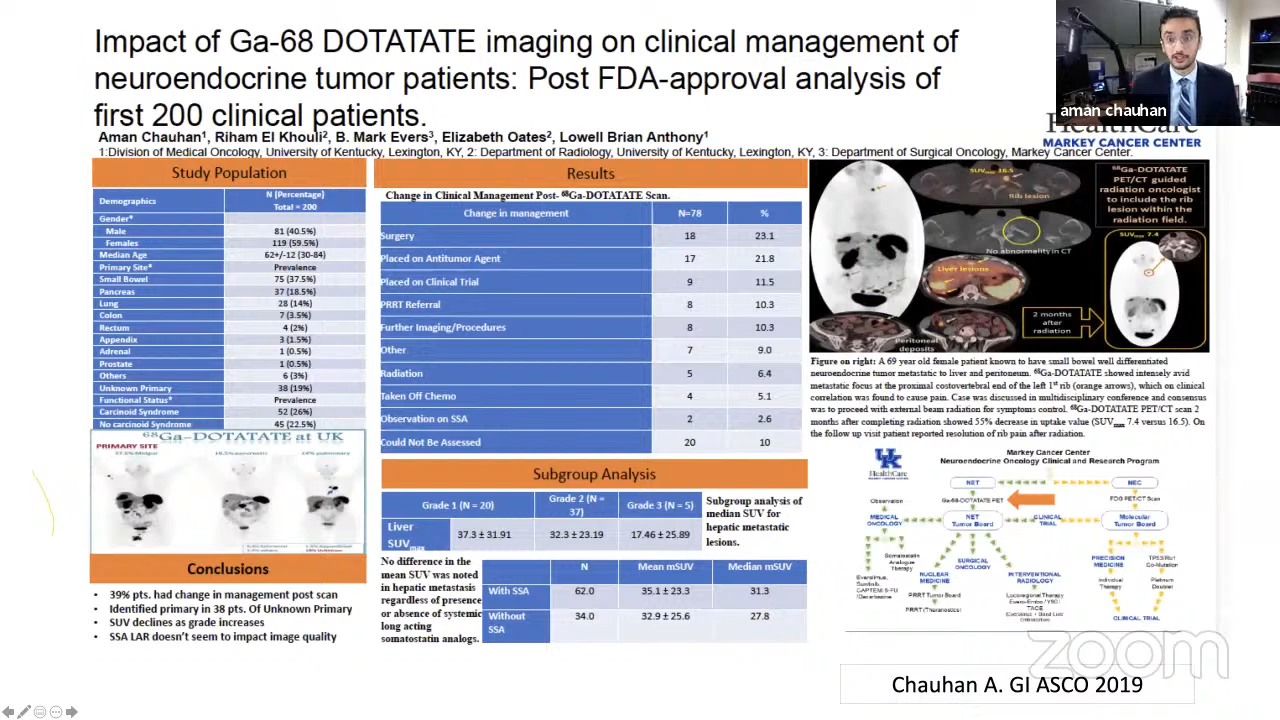 Impact of Ga-68 DOTATATE imaging on clinical management of
neuroendocrine tumor patients: Post FDA-approval analysis of
first 200 clinical patients.
Aman Chauhan1, Riham El Khouli2, B. Mark Evers3, Elizabeth Oates2, Lowell Brian Anthony1
1:Division of Medical Oncology, University of Kentucky, Lexington, KY, 2: Department of Radiology, University of Kentucky, Lexington, KY, 3: Department of Surgical Oncology, Markey Cancer Center.
aman chauhan
HealthCare
MARKEY CANCER CENTER
Study Population
Demographics N (Percentage) Total = 200
Gender*
Male 81 (40.5%)
Females 119 (59.5%)
Median Age 62+/-12 (30-84)
Primary Site* Prevalence
Small Bowel 75 (37.5%)
Pancreas 37 (18.5%)
Lung 28 (14%)
Colon 7 (3.5%)
Rectum 4 (2%)
Appendix 3 (1.5%)
Adrenal 1 (0.5%)
Prostate 1 (0.5%)
Others 6 (3%)
Unknown Primary 38 (19%)
Functional Status* Prevalence
Carcinoid Syndrome 52 (26%)
No carcinoid Syndrome 45 (22.5%)
68Ga-DOTATATE at UK
PRIMARY SITE
Conclusions
• 39% pts. had change in management post scan
• Identified primary in 38 pts. Of Unknown Primary
• SUV declines as grade increases
• SSA LAR doesn't seem to impact image quality
Results
Change in Clinical Management Post- 68Ga-DOTATATE Scan.
Change in management N=78 %
Surgery 18 23.1
Placed on Antitumor Agent 17 21.8
Placed on Clinical Trial 9 11.5
PRRT Referral 8 10.3
Further Imaging/Procedures 8 10.3
Other 7 9.0
Radiation 5 6.4
Taken Off Chemo 4 5.1
Observation on SSA 2 2.6
Could Not Be Assessed 20 10
Subgroup Analysis
Grade 1 (N = 20) Grade 2 (N = 37) Grade 3 (N = 5)
Liver SUVmax 37.3 ± 31.91 32.3 ± 23.19 17.46 ± 25.89
Subgroup analysis of
median SUV for
hepatic metastatic
lesions.
No difference in the
mean SUV was noted
in hepatic metastasis
regardless of presence
or absence of systemic
long acting
somatostatin analogs.
N Mean mSUV Median mSUV
With SSA 62.0 35.1 ± 23.3 31.3
Without SSA 34.0 32.9 ± 25.6 27.8
SUVmax 16.5
Rib lesion
No abnormality in CT
Liver lesions
Peritoneal
deposits
68Ga-DOTATATE
PET/CT guided
radiation oncologist
to include the rib
lesion within the
radiation field.
SUVmax 7.4
2 months
after
radiation
Figure on right: A 69 year old female patient known to have small bowel well differentiated
neuroendocrine tumor metastatic to liver and peritoneum. 68Ga-DOTATATE showed intensely avid
metastatic focus at the proximal costovertebral end of the left 1st rib (orange arrows), which on clinical
correlation was found to cause pain. Case was discussed in multidisciplinary conference and consensus
was to proceed with external beam radiation for symptoms control. 68Ga-DOTATATE PET/CT scan 2
months after completing radiation showed 55% decrease in uptake value (SUVmax 7.4 versus 16.5). On
the follow up visit patient reported resolution of rib pain after radiation.
UK
HealthCare
Markey Cancer Center
Neuroendocrine Oncology Clinical and Research Program
NET NEC
Observation
Ga-68-DOTATATE PET
FDG PET/CT Scan
MEDICAL
ONCOLOGY
NET
Tumor Board
CLINICAL
TRIAL
Molecular
Tumor Board
Somatostatin
Analogue
Therapy
NUCLEAR
MEDICINE
SURGICAL
ONCOLOGY
INTERVENTIONAL
RADIOLOGY
PRECISION
MEDICINE
TP53/Rb1
Co-Mutation
PRRT Tumor Board
PRRT (Theranostics)
Locoregional Therapy
Individual
Therapy
Platinum
Doublet
CLINICAL TRIAL
zoom
Chauhan A. GI ASCO 2019